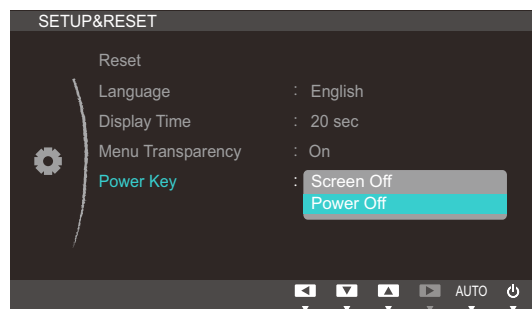 SETUP&RESET
Reset
Language : English
Display Time : 20 sec
Menu Transparency : On
Power Key : Screen Off
Power Off
AUTO